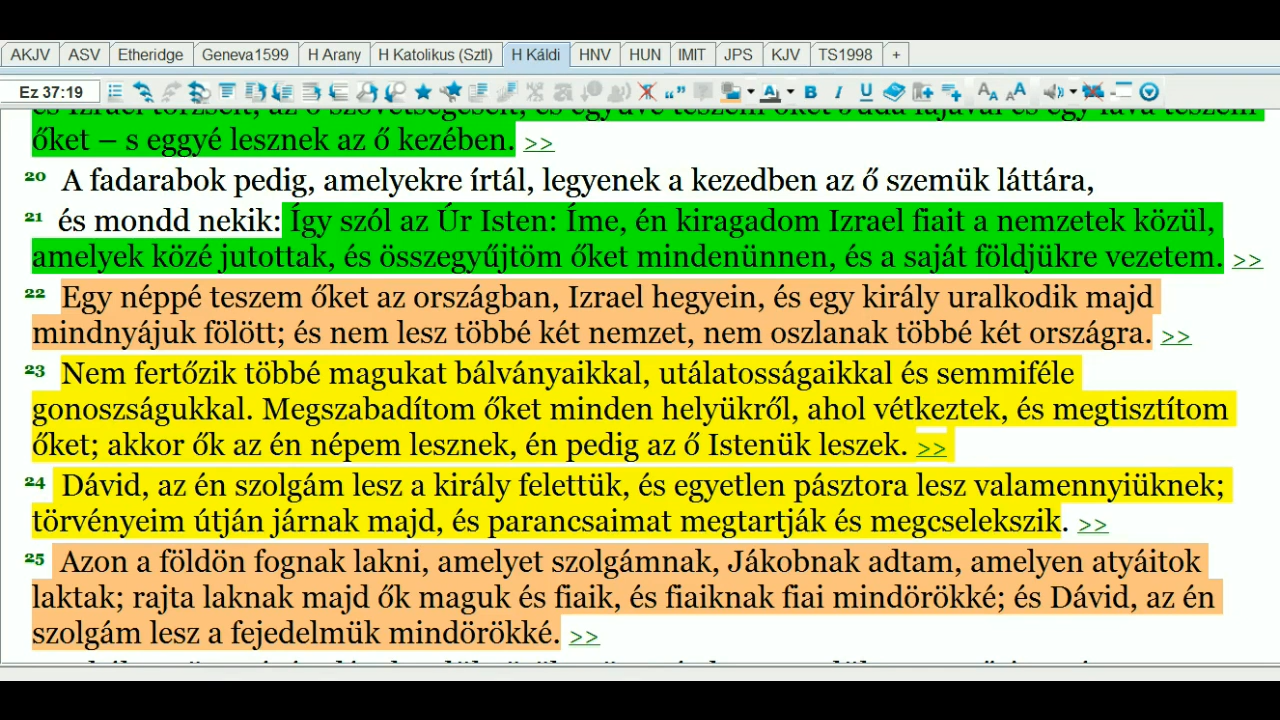 AKJV ASV Etheridge Geneva1599 H Arany H Katolikus (Sztl) H Káldi HNV HUN IMIT JPS KJV TS1998 +
Ez 37:19
őket – s eggyé lesznek az ő kezében. >>
20 A fadarabok pedig, amelyekre írtál, legyenek a kezedben az ő szemük láttára,
21 és mondd nekik: Így szól az Úr Isten: Íme, én kiragadom Izrael fiait a nemzetek közül,
amelyek közé jutottak, és összegyűjtöm őket mindenünnen, és a saját földjükre vezetem. >>
22 Egy néppé teszem őket az országban, Izrael hegyein, és egy király uralkodik majd
mindnyájuk fölött; és nem lesz többé két nemzet, nem oszlanak többé két országra. >>
23 Nem fertőzik többé magukat bálványaikkal, utálatosságaikkal és semmiféle
gonoszságukkal. Megszabadítom őket minden helyükről, ahol vétkeztek, és megtisztítom
őket; akkor ők az én népem lesznek, én pedig az ő Istenük leszek. >>
24 Dávid, az én szolgám lesz a király felettük, és egyetlen pásztora lesz valamennyiüknek;
törvényeim útján járnak majd, és parancsaimat megtartják és megcselekszik. >>
25 Azon a földön fognak lakni, amelyet szolgámnak, Jákobnak adtam, amelyen atyáitok
laktak; rajta laknak majd ők maguk és fiaik, és fiaiknak fiai mindörökké; és Dávid, az én
szolgám lesz a fejedelmük mindörökké. >>